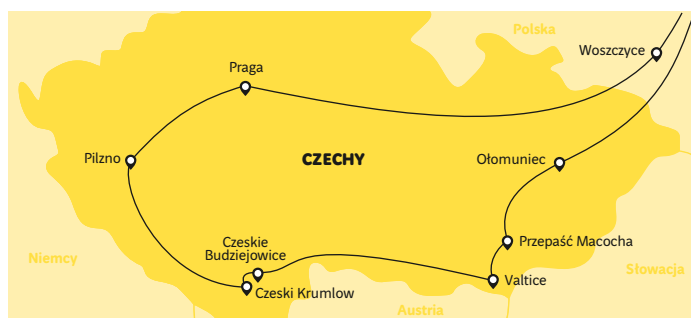 Polska
Woszczyce
Praga
Pilzno
CZECHY
Ołomuniec
Czeskie
Budziejowice
Przepaść Macocha
Niemcy
Słowacja
Valtice
Czeski Krumlow
Austria